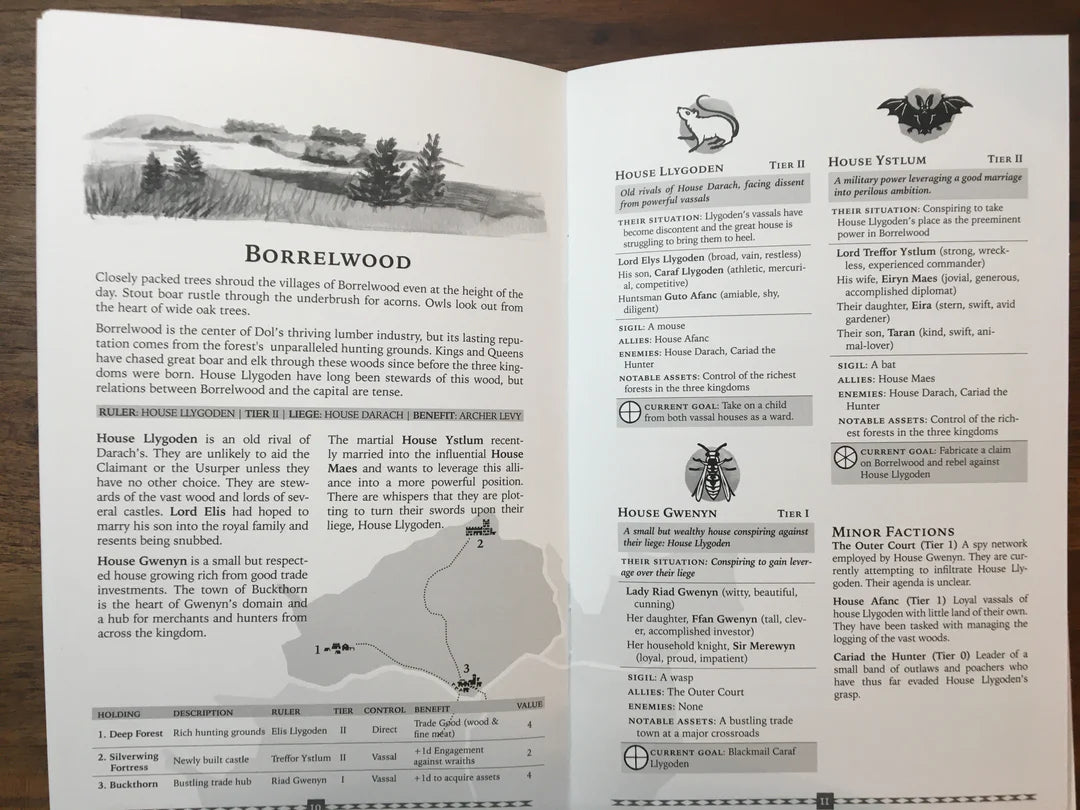 BORRELWOOD
Closely packed trees shroud the villages of Borrelwood even at the height of the
day. Stout boar rustle through the underbrush for acorns. Owls look out from
the heart of wide oak trees.
Borrelwood is the center of Dol's thriving lumber industry, but its lasting repu-
tation comes from the forest's unparalleled hunting grounds. Kings and Queens
have chased great boar and elk through these woods since before the three king-
doms were born. House Llygoden have long been stewards of this wood, but
relations between Borrelwood and the capital are tense.
RULER: HOUSE LLYGODEN | TIER II | LIEGE: HOUSE DARACH | BENEFIT: ARCHER LEVY
House Llygoden is an old rival of
Darach's. They are unlikely to aid the
Claimant or the Usurper unless they
have no other choice. They are stew-
ards of the vast wood and lords of sev-
eral castles. Lord Elis had hoped to
marry his son into the royal family and
resents being snubbed.
House Gwenyn is a small but respect-
ed house growing rich from good trade
investments. The town of Buckthorn
is the heart of Gwenyn's domain and
a hub for merchants and hunters from
across the kingdom.
The martial House Ystlum recent-
ly married into the influential House
Maes and wants to leverage this alli-
ance into a more powerful position.
There are whispers that they are plot-
ting to turn their swords upon their
liege, House Llygoden.
2
1
3
HOLDING DESCRIPTION RULER TIER CONTROL BENEFIT VALUE
1. Deep Forest Rich hunting grounds Elis Llygoden II Direct Trade Good (wood &
fine meat) 4
2. Silverwing
Fortress Newly built castle Treffor Ystlum II Vassal +1d Engagement
against wraiths 2
3. Buckthorn Bustling trade hub Riad Gwenyn I Vassal +1d to acquire assets 4
10
HOUSE LLYGODEN TIER II
Old rivals of House Darach, facing dissent
from powerful vassals
THEIR SITUATION: Llygoden's vassals have
become discontent and the great house is
struggling to bring them to heel.
Lord Elys Llygoden (broad, vain, restless)
His son, Caraf Llygoden (athletic, mercuri-
al, competitive)
Huntsman Guto Afanc (amiable, shy,
diligent)
SIGIL: A mouse
ALLIES: House Afanc
ENEMIES: House Darach, Cariad the
Hunter
NOTABLE ASSETS: Control of the richest
forests in the three kingdoms
CURRENT GOAL: Take on a child
from both vassal houses as a ward.
HOUSE GWENYN TIER I
A small but wealthy house conspiring against
their liege: House Llygoden
THEIR SITUATION: Conspiring to gain lever-
age over their liege
Lady Riad Gwenyn (witty, beautiful,
cunning)
Her daughter, Ffan Gwenyn (tall, clev-
er, accomplished investor)
Her household knight, Sir Merewyn
(loyal, proud, impatient)
SIGIL: A wasp
ALLIES: The Outer Court
ENEMIES: None
NOTABLE ASSETS: A bustling trade
town at a major crossroads
CURRENT GOAL: Blackmail Caraf
Llygoden
HOUSE YSTLUM TIER II
A military power leveraging a good marriage
into perilous ambition.
THEIR SITUATION: Conspiring to take
House Llygoden's place as the preeminent
power in Borrelwood
Lord Treffor Ystlum (strong, wreck-
less, experienced commander)
His wife, Eiryn Maes (jovial, generous,
accomplished diplomat)
Their daughter, Eira (stern, swift, avid
gardener)
Their son, Taran (kind, swift, ani-
mal-lover)
SIGIL: A bat
ALLIES: House Maes
ENEMIES: House Darach, Cariad the
Hunter
NOTABLE ASSETS: Control of the rich-
est forests in the three kingdoms
CURRENT GOAL: Fabricate a claim
on Borrelwood and rebel against
House Llygoden
MINOR FACTIONS
The Outer Court (Tier 1) A spy network
employed by House Gwenyn. They are cur-
rently attempting to infiltrate House Lly-
goden. Their agenda is unclear.
House Afanc (Tier 1) Loyal vassals of
house Llygoden with little land of their own.
They have been tasked with managing the
logging of the vast woods.
Cariad the Hunter (Tier 0) Leader of a
small band of outlaws and poachers who
have thus far evaded House Llygoden's
grasp.
11